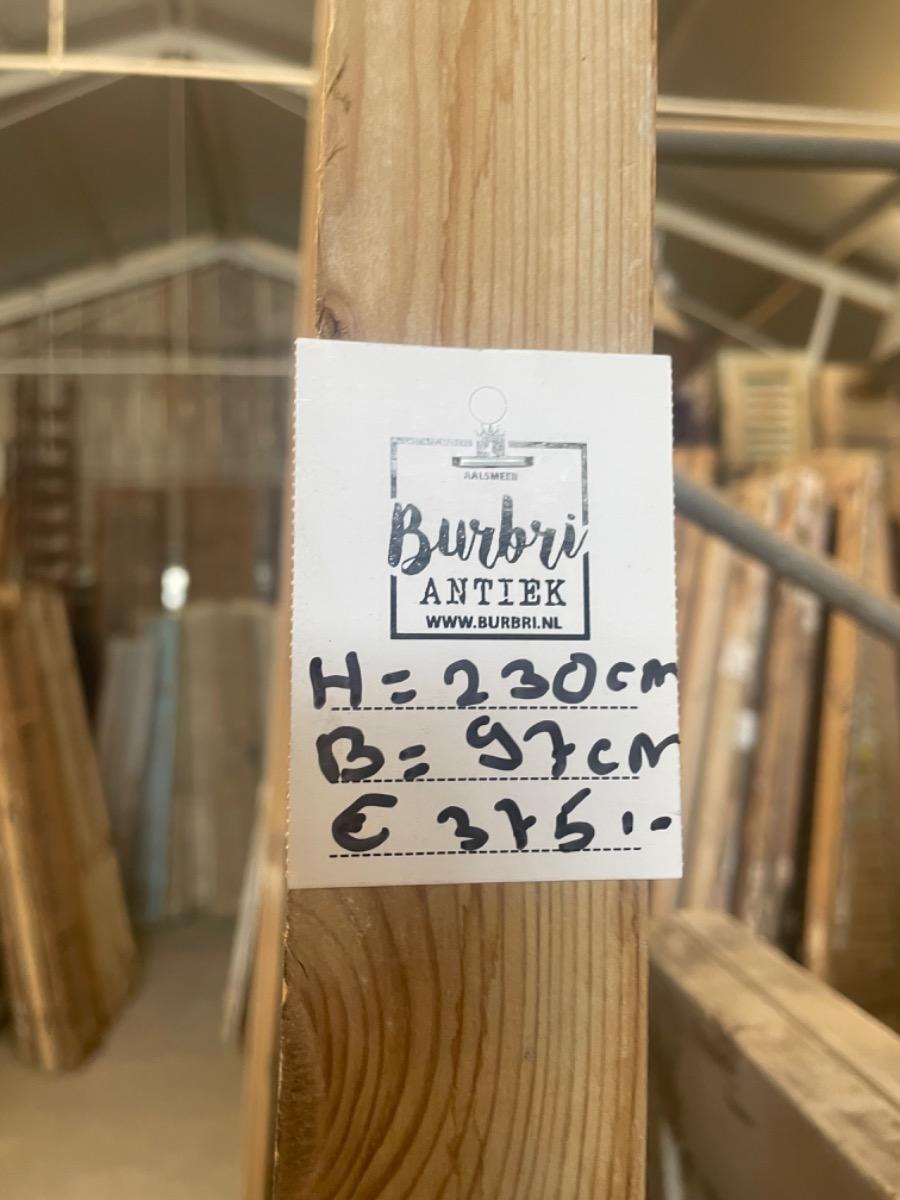 AALSMEER
Burbri
ANTIEK
WWW.BURBRI.NL
H = 230cm
B = 97cm
€ 375,-